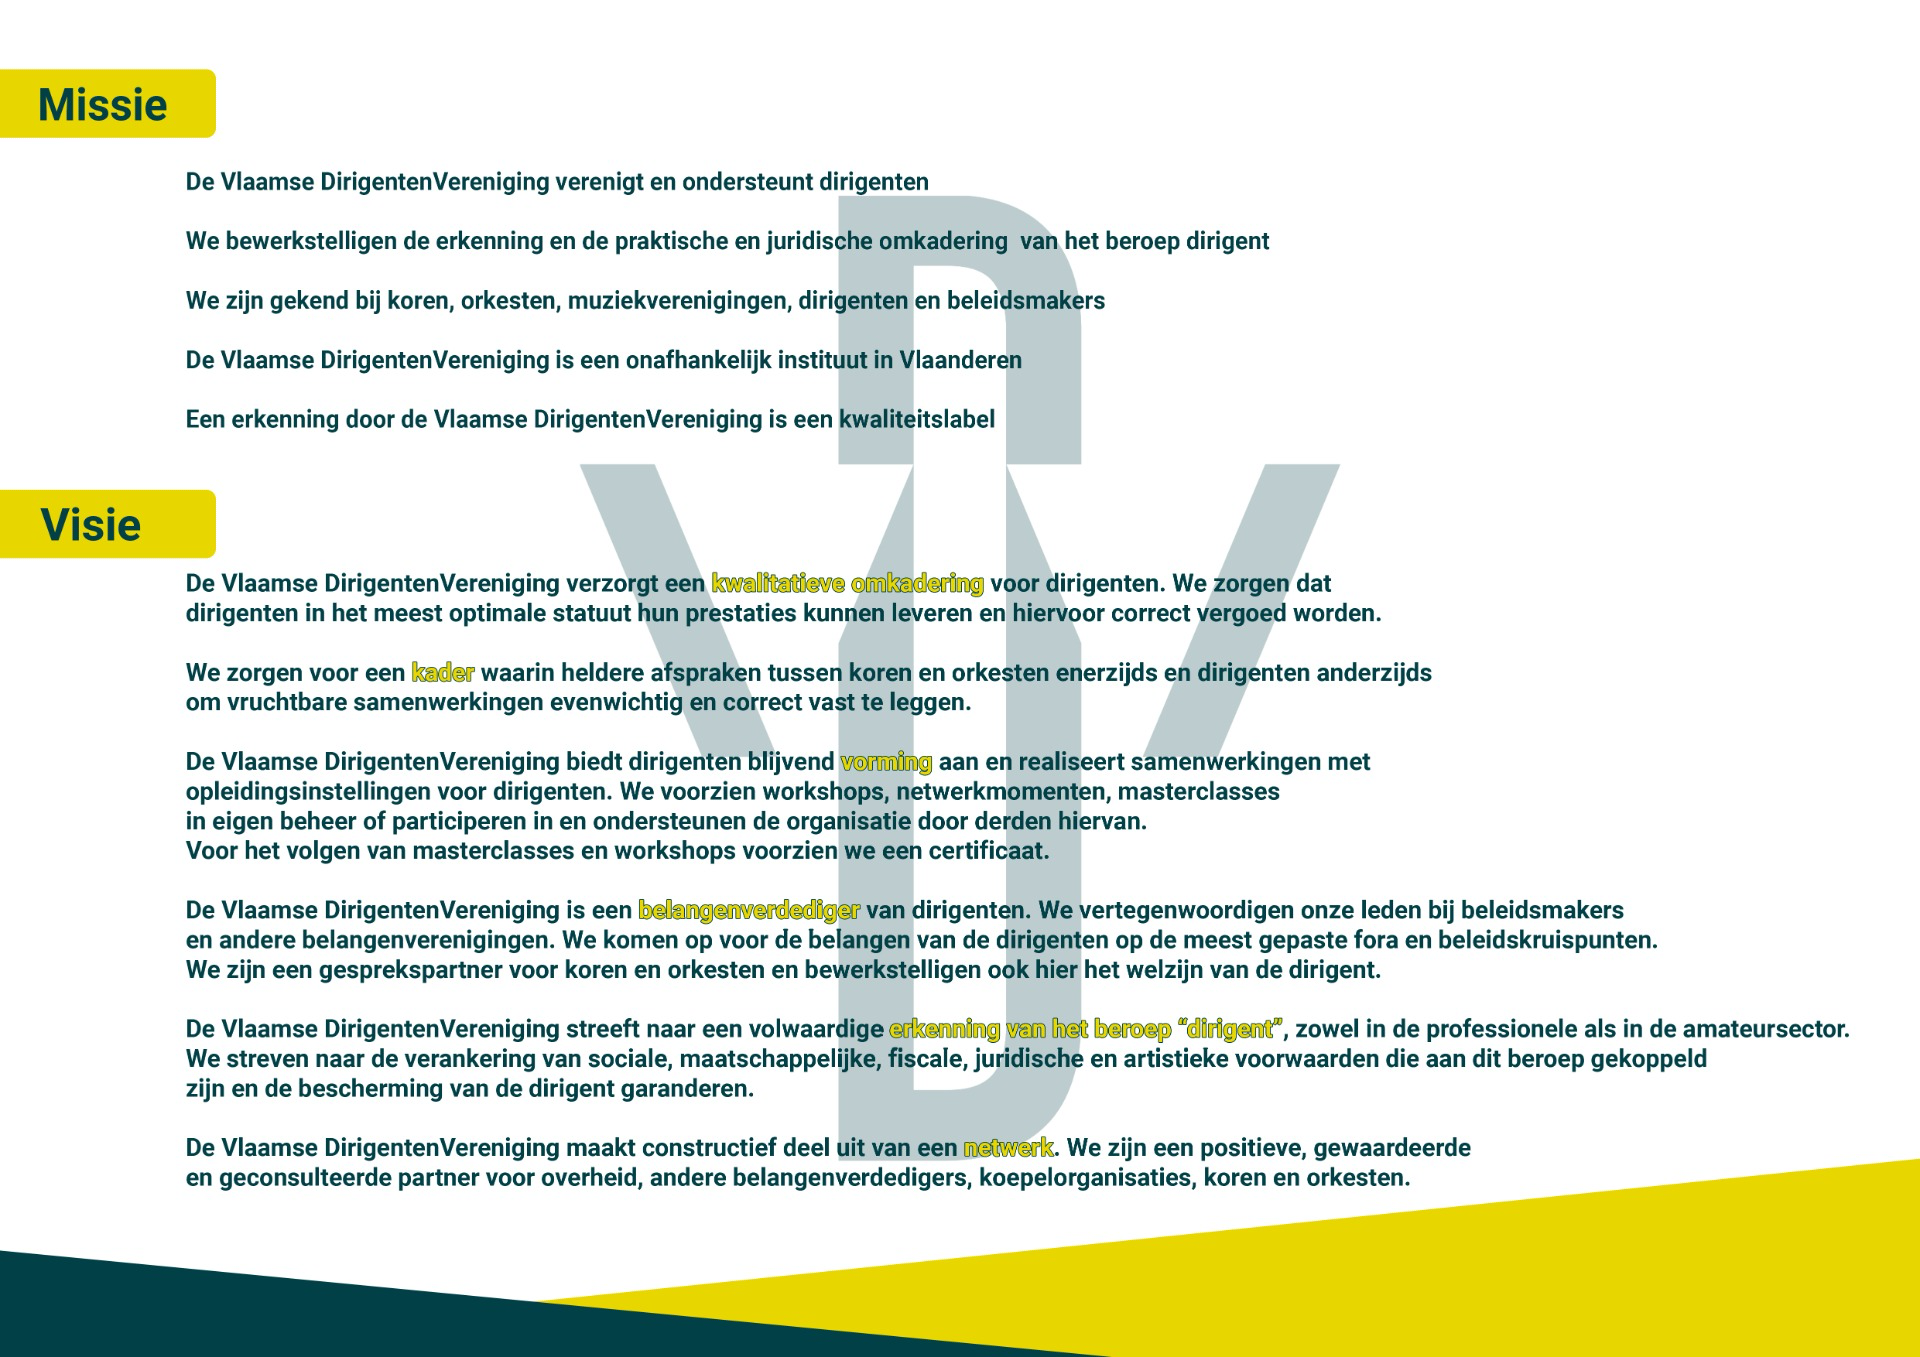 Missie
De Vlaamse DirigentenVereniging verenigt en ondersteunt dirigenten
We bewerkstelligen de erkenning en de praktische en juridische omkadering  van het beroep dirigent
We zijn gekend bij koren, orkesten, muziekverenigingen, dirigenten en beleidsmakers
De Vlaamse DirigentenVereniging is een onafhankelijk instituut in Vlaanderen
Een erkenning door de Vlaamse DirigentenVereniging is een kwaliteitslabel
Visie
De Vlaamse DirigentenVereniging verzorgt een kwalitatieve omkadering voor dirigenten. We zorgen dat
dirigenten in het meest optimale statuut hun prestaties kunnen leveren en hiervoor correct vergoed worden.
We zorgen voor een kader waarin heldere afspraken tussen koren en orkesten enerzijds en dirigenten anderzijds
om vruchtbare samenwerkingen evenwichtig en correct vast te leggen.
De Vlaamse DirigentenVereniging biedt dirigenten blijvend vorming aan en realiseert samenwerkingen met
opleidingsinstellingen voor dirigenten. We voorzien workshops, netwerkmomenten, masterclasses
in eigen beheer of participeren in en ondersteunen de organisatie door derden hiervan.
Voor het volgen van masterclasses en workshops voorzien we een certificaat.
De Vlaamse DirigentenVereniging is een belangenverdediger van dirigenten. We vertegenwoordigen onze leden bij beleidsmakers
en andere belangenverenigingen. We komen op voor de belangen van de dirigenten op de meest gepaste fora en beleidskruispunten.
We zijn een gesprekspartner voor koren en orkesten en bewerkstelligen ook hier het welzijn van de dirigent.
De Vlaamse DirigentenVereniging streeft naar een volwaardige erkenning van het beroep “dirigent”, zowel in de professionele als in de amateursector.
We streven naar de verankering van sociale, maatschappelijke, fiscale, juridische en artistieke voorwaarden die aan dit beroep gekoppeld
zijn en de bescherming van de dirigent garanderen.
De Vlaamse DirigentenVereniging maakt constructief deel uit van een netwerk. We zijn een positieve, gewaardeerde
en geconsulteerde partner voor overheid, andere belangenverdedigers, koepelorganisaties, koren en orkesten.